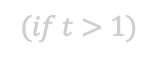 (if t > 1)